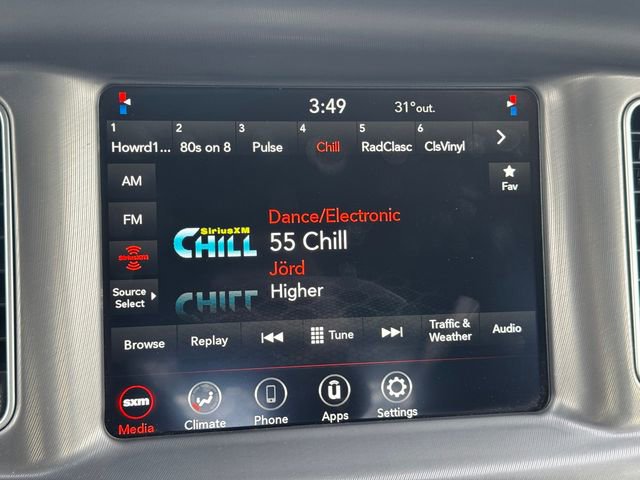 3:49 31°out.
1 2 3 4 5 6
Howrd1... 80s on 8 Pulse Chill RadClasc ClsVinyl
AM
Fav
FM
Dance/Electronic
SiriusXM
CHILL
55 Chill
SiriusXM
Jörd
Source
Select
CHILL
Higher
Browse Replay Tune Traffic & Weather Audio
sxm
Media Climate Phone Apps Settings